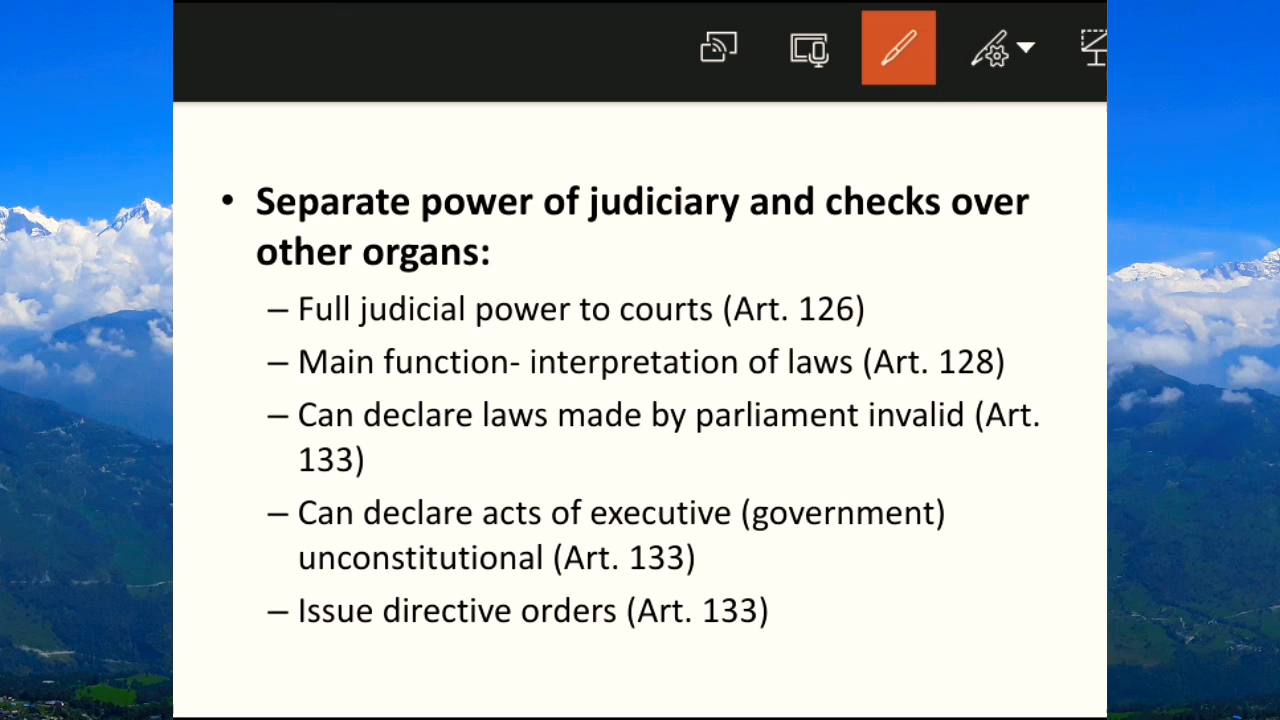 • Separate power of judiciary and checks over
other organs:
– Full judicial power to courts (Art. 126)
– Main function- interpretation of laws (Art. 128)
– Can declare laws made by parliament invalid (Art.
133)
– Can declare acts of executive (government)
unconstitutional (Art. 133)
– Issue directive orders (Art. 133)